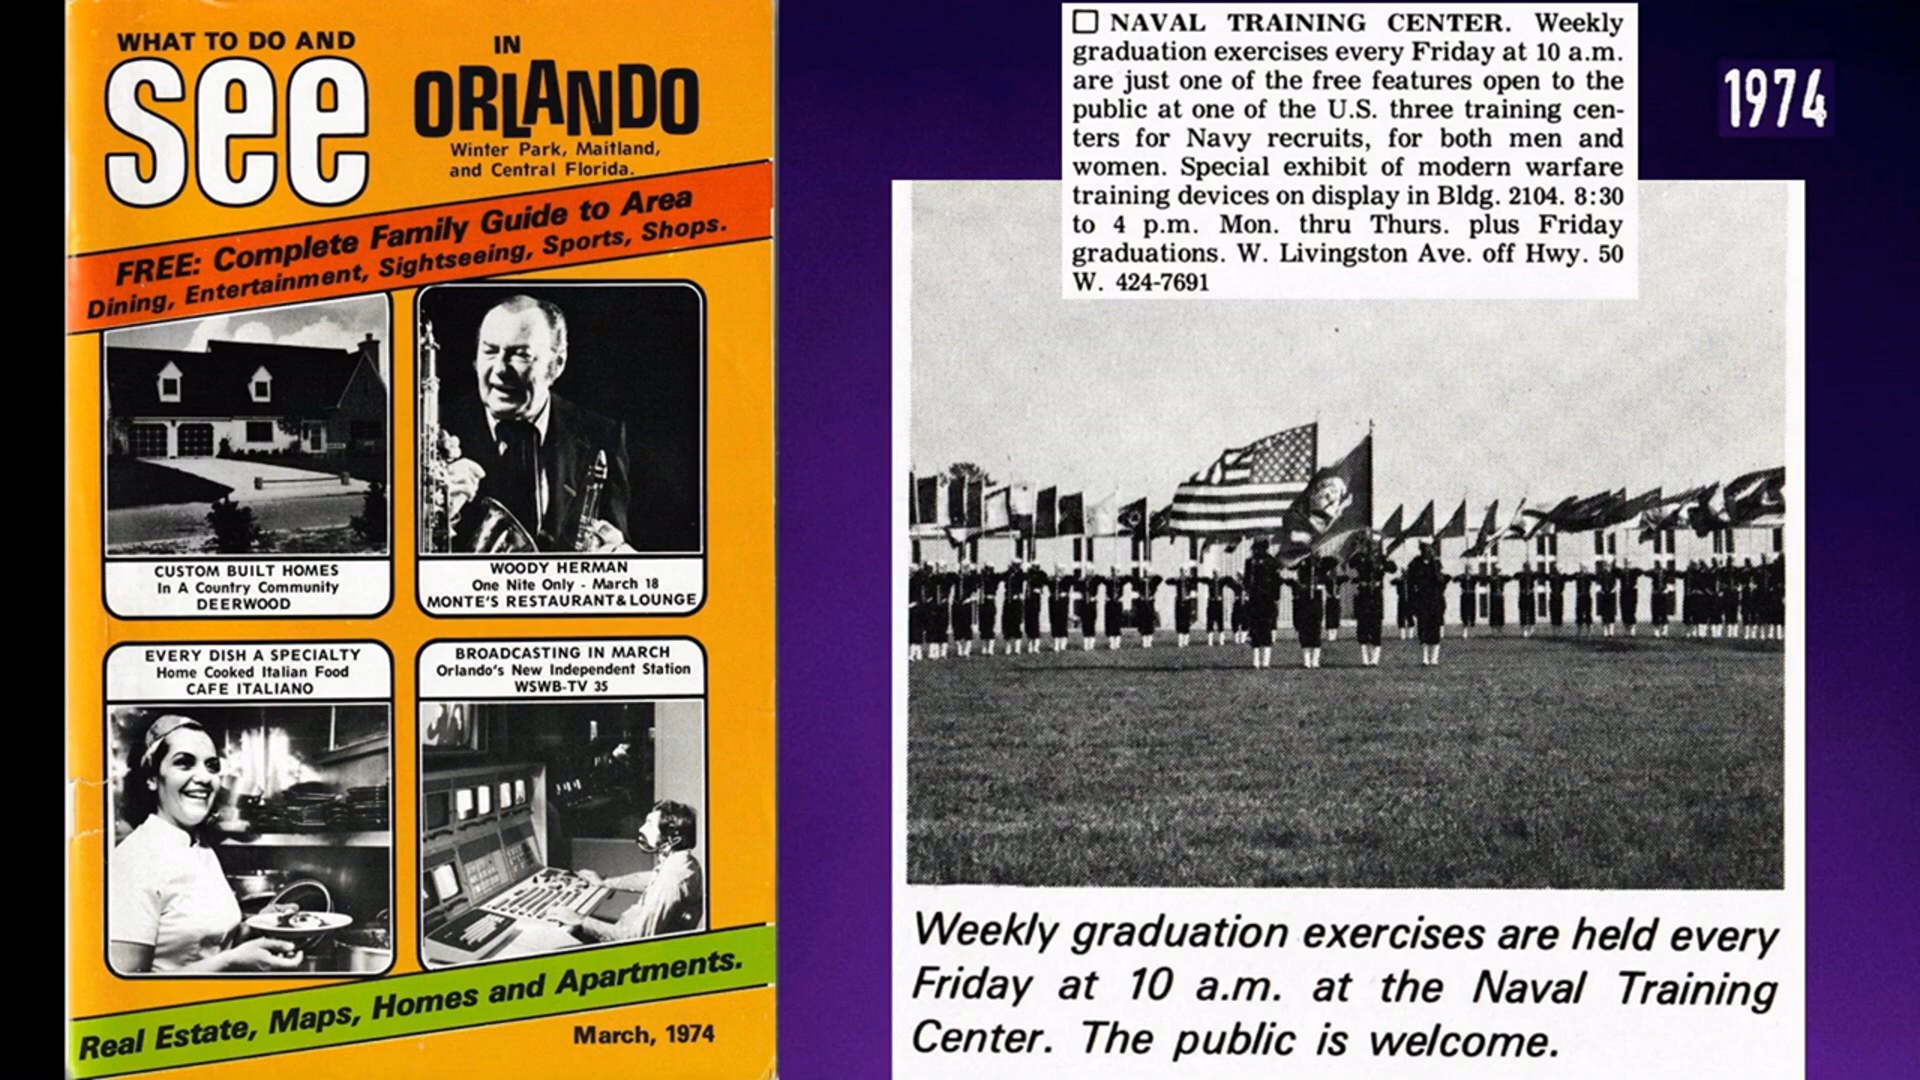 WHAT TO DO AND
see
IN
ORLANDO
Winter Park, Maitland,
and Central Florida.
FREE: Complete Family Guide to Area
Dining, Entertainment, Sightseeing, Sports, Shops.
CUSTOM BUILT HOMES
In A Country Community
DEERWOOD
WOODY HERMAN
One Nite Only - March 18
MONTE'S RESTAURANT & LOUNGE
EVERY DISH A SPECIALTY
Home Cooked Italian Food
CAFE ITALIANO
BROADCASTING IN MARCH
Orlando's New Independent Station
WSWB-TV 35
Real Estate, Maps, Homes and Apartments.
March, 1974
☐ NAVAL TRAINING CENTER. Weekly
graduation exercises every Friday at 10 a.m.
are just one of the free features open to the
public at one of the U.S. three training cen-
ters for Navy recruits, for both men and
women. Special exhibit of modern warfare
training devices on display in Bldg. 2104. 8:30
to 4 p.m. Mon. thru Thurs. plus Friday
graduations. W. Livingston Ave. off Hwy. 50
W. 424-7691
1974
Weekly graduation exercises are held every
Friday at 10 a.m. at the Naval Training
Center. The public is welcome.